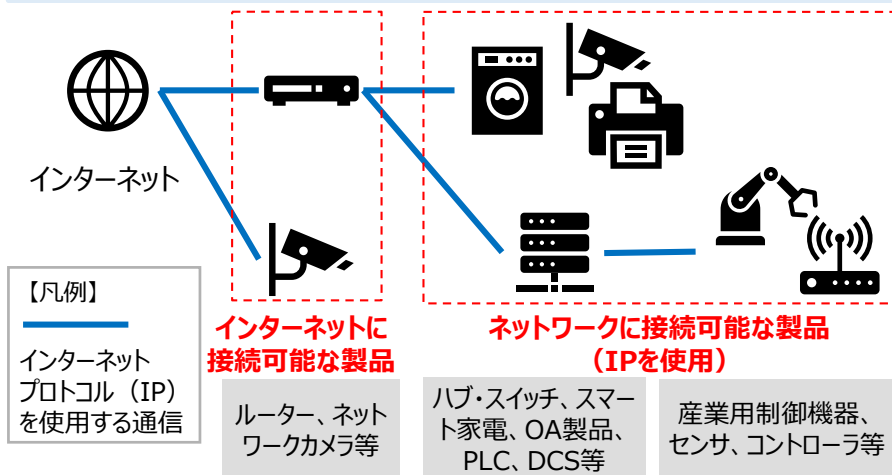 インターネット
【凡例】
インターネット
プロトコル（IP）
を使用する通信
インターネットに
接続可能な製品
ルーター、ネット
ワークカメラ等
ネットワークに接続可能な製品
（IPを使用）
ハブ・スイッチ、スマー
ト家電、OA製品、
PLC、DCS等
産業用制御機器、
センサ、コントローラ等